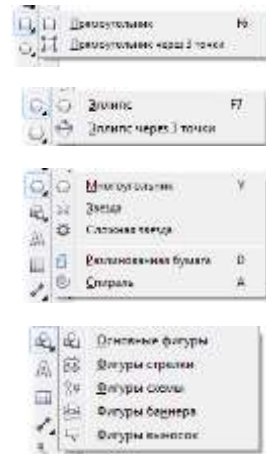 Прямоугольник F6
Прямоугольник через 3 точки
Эллипс F7
Эллипс через 3 точки
Многоугольник Y
Звезда
Сложная звезда
Разлинованная бумага D
Спираль A
Основные фигуры
Фигуры стрелки
Фигуры схемы
Фигуры баннера
Фигуры выносок